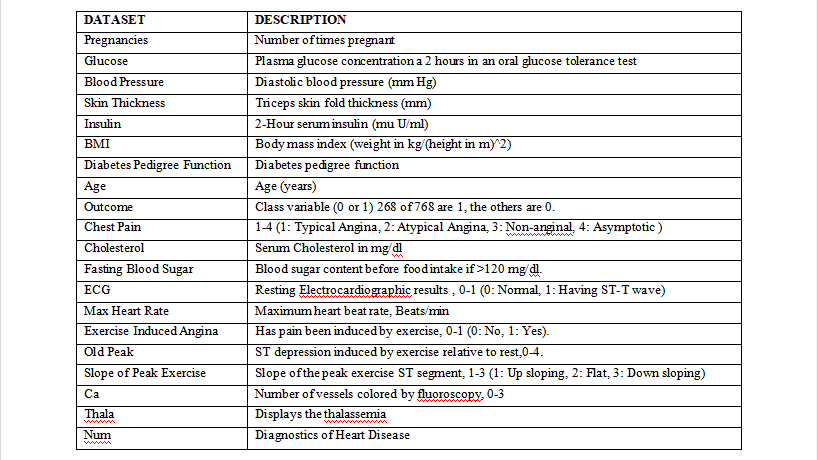 DATASET DESCRIPTION
Pregnancies Number of times pregnant
Glucose Plasma glucose concentration a 2 hours in an oral glucose tolerance test
Blood Pressure Diastolic blood pressure (mm Hg)
Skin Thickness Triceps skin fold thickness (mm)
Insulin 2-Hour serum insulin (mu U/ml)
BMI Body mass index (weight in kg/(height in m)^2)
Diabetes Pedigree Function Diabetes pedigree function
Age Age (years)
Outcome Class variable (0 or 1) 268 of 768 are 1, the others are 0.
Chest Pain 1-4 (1: Typical Angina, 2: Atypical Angina, 3: Non-anginal, 4: Asymptotic )
Cholesterol Serum Cholesterol in mg/dl
Fasting Blood Sugar Blood sugar content before food intake if >120 mg/dl.
ECG Resting Electrocardiographic results , 0-1 (0: Normal, 1: Having ST-T wave)
Max Heart Rate Maximum heart beat rate, Beats/min
Exercise Induced Angina Has pain been induced by exercise, 0-1 (0: No, 1: Yes).
Old Peak ST depression induced by exercise relative to rest,0-4.
Slope of Peak Exercise Slope of the peak exercise ST segment, 1-3 (1: Up sloping, 2: Flat, 3: Down sloping)
Ca Number of vessels colored by fluoroscopy, 0-3
Thala Displays the thalassemia
Num Diagnostics of Heart Disease